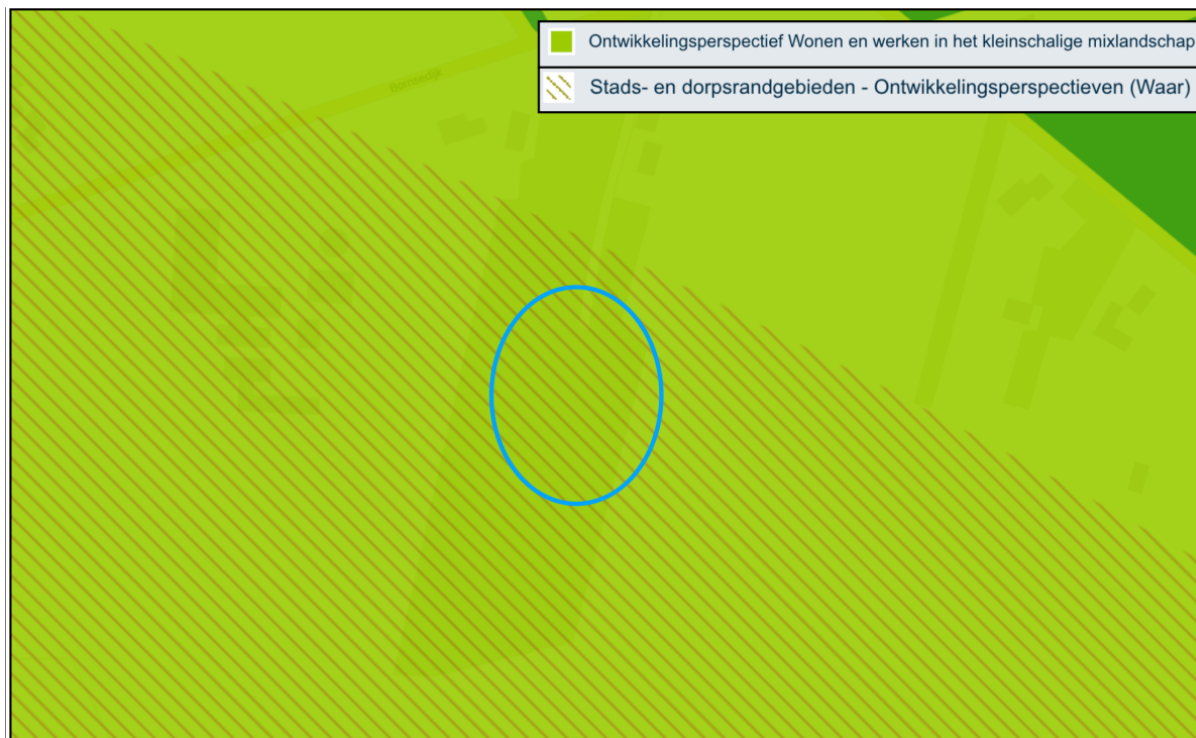 Ontwikkelingsperspectief Wonen en werken in het kleinschalige mixlandschap
Stads- en dorpsrandgebieden - Ontwikkelingsperspectieven (Waar)